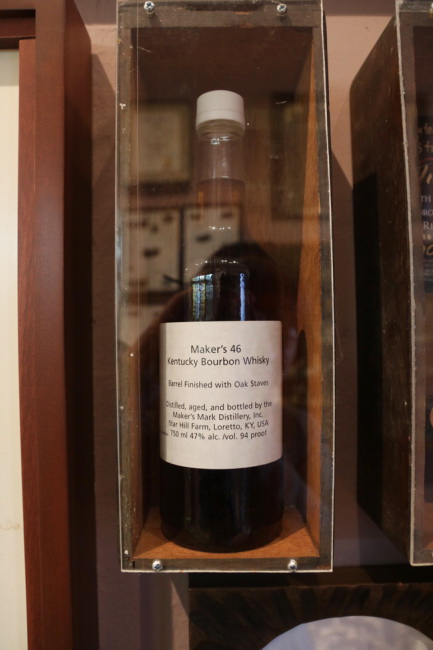 Maker's 46
Kentucky Bourbon Whisky
Barrel Finished with Oak Staves
Distilled, aged, and bottled by the
Maker's Mark Distillery, Inc.
Star Hill Farm, Loretto, KY, USA
750 ml 47% alc. /vol. 94 proof